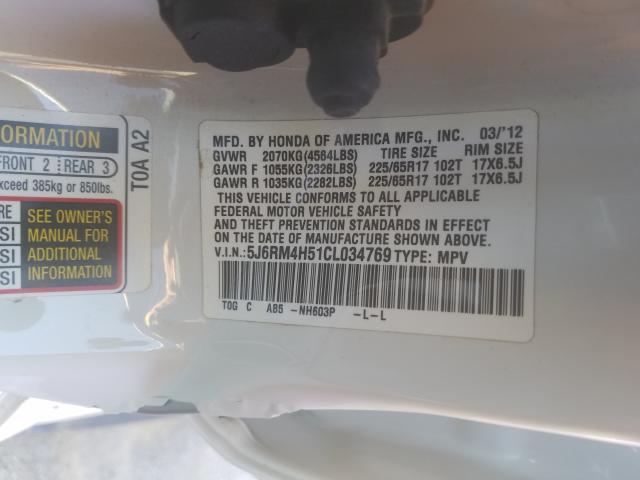 ORMATION
FRONT 2 REAR 3
xceed 385kg or 850lbs.
RE
SI
SI
SEE OWNER'S
MANUAL FOR
ADDITIONAL
INFORMATION
TOA A2
MFD. BY HONDA OF AMERICA MFG., INC. 03/'12
GVWR 2070KG(4564LBS) TIRE SIZE RIM SIZE
GAWR F 1055KG(2326LBS) 225/65R17 102T 17X6.5J
GAWR R 1035KG(2282LBS) 225/65R17 102T 17X6.5J
THIS VEHICLE CONFORMS TO ALL APPLICABLE
FEDERAL MOTOR VEHICLE SAFETY
AND THEFT PREVENTION STANDARDS IN EFFECT
ON THE DATE OF MANUFACTURE SHOWN ABOVE.
V.I.N.:5J6RM4H51CL034769 TYPE: MPV
T0G C A85 -NH603P -L-L